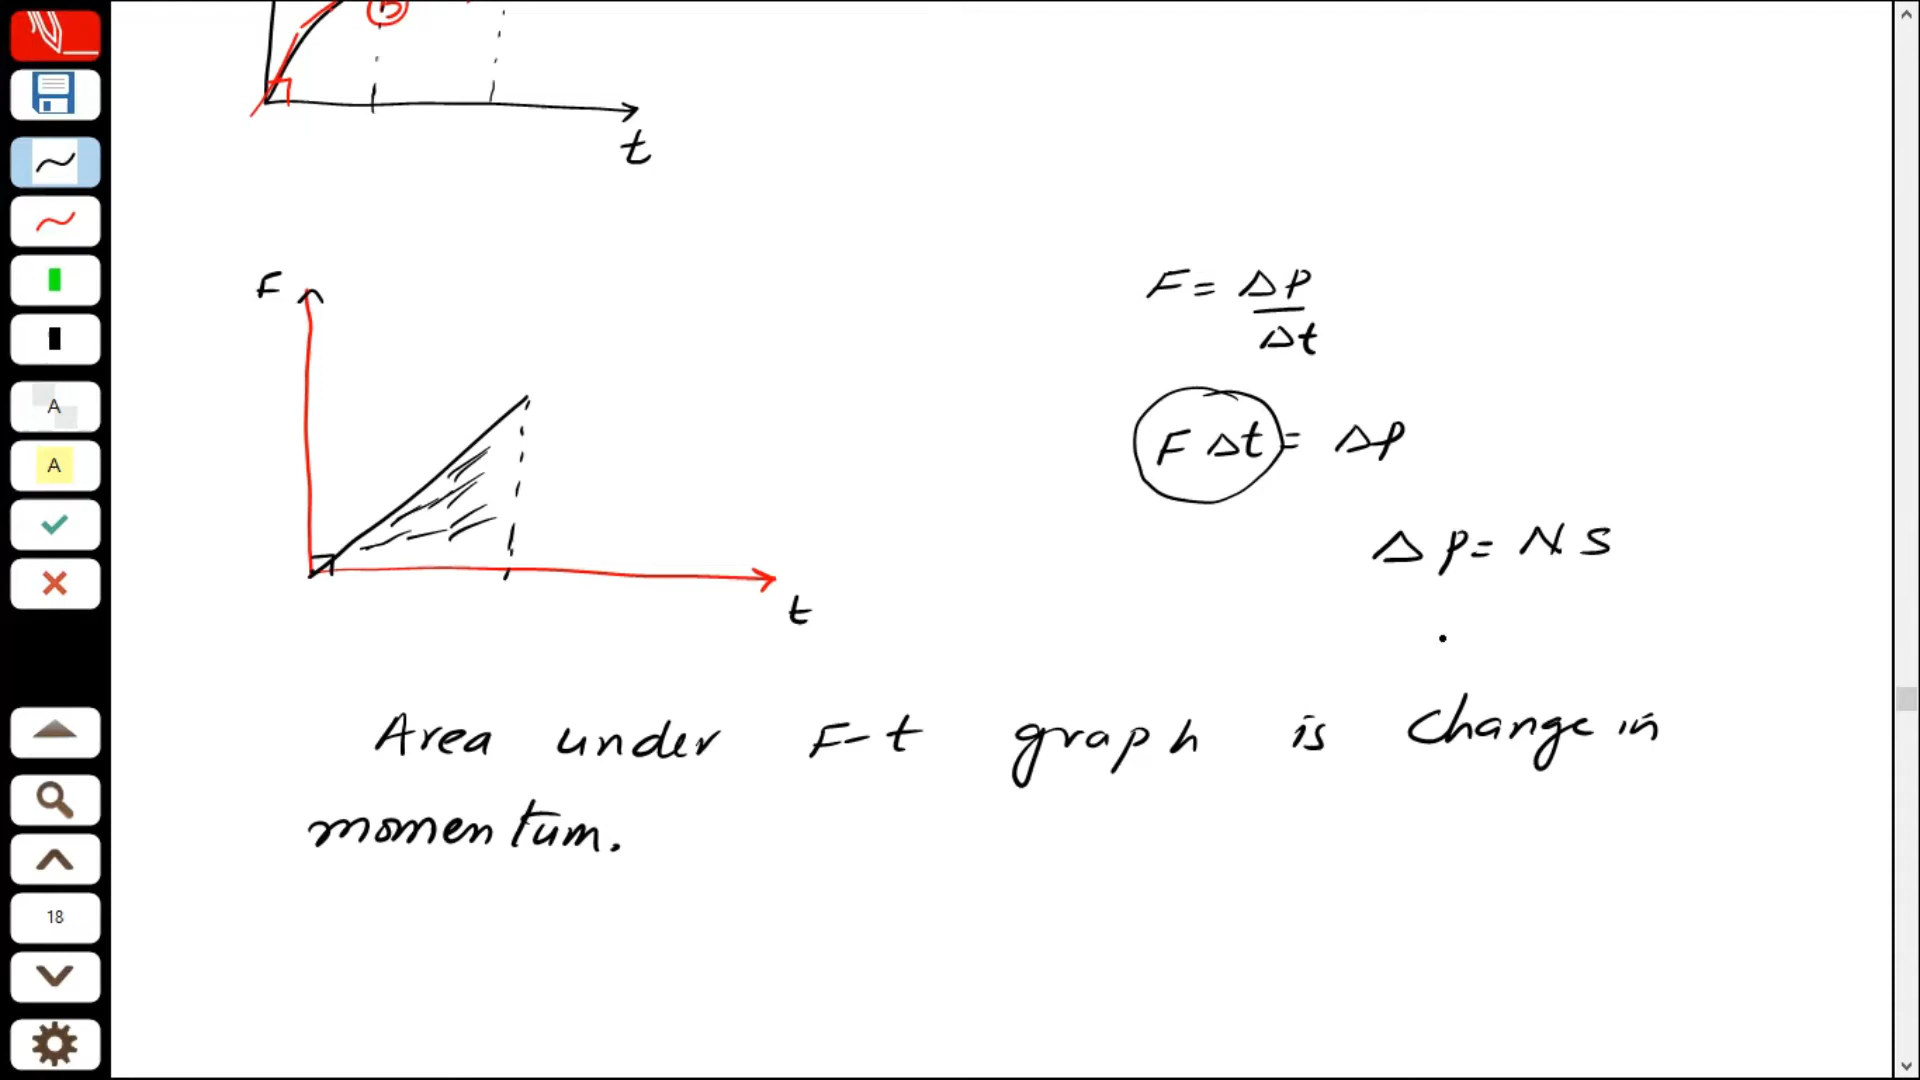 B
t
F
F = ΔP
Δt
F Δt = ΔP
ΔP = N S
t
Area under F-t graph is change in
momentum.
A
A
18